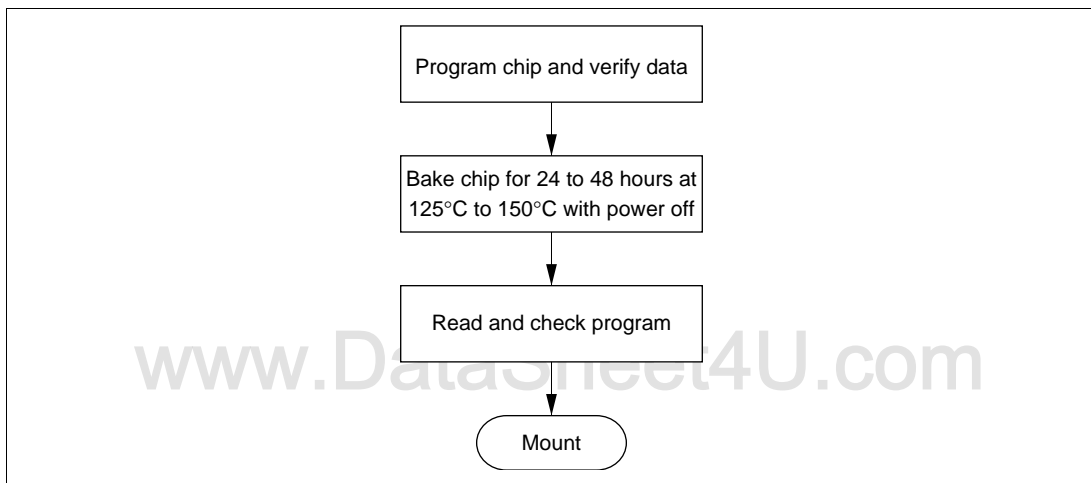 Program chip and verify data
Bake chip for 24 to 48 hours at
125°C to 150°C with power off
Read and check program
www.DataSheet4U.com
Mount